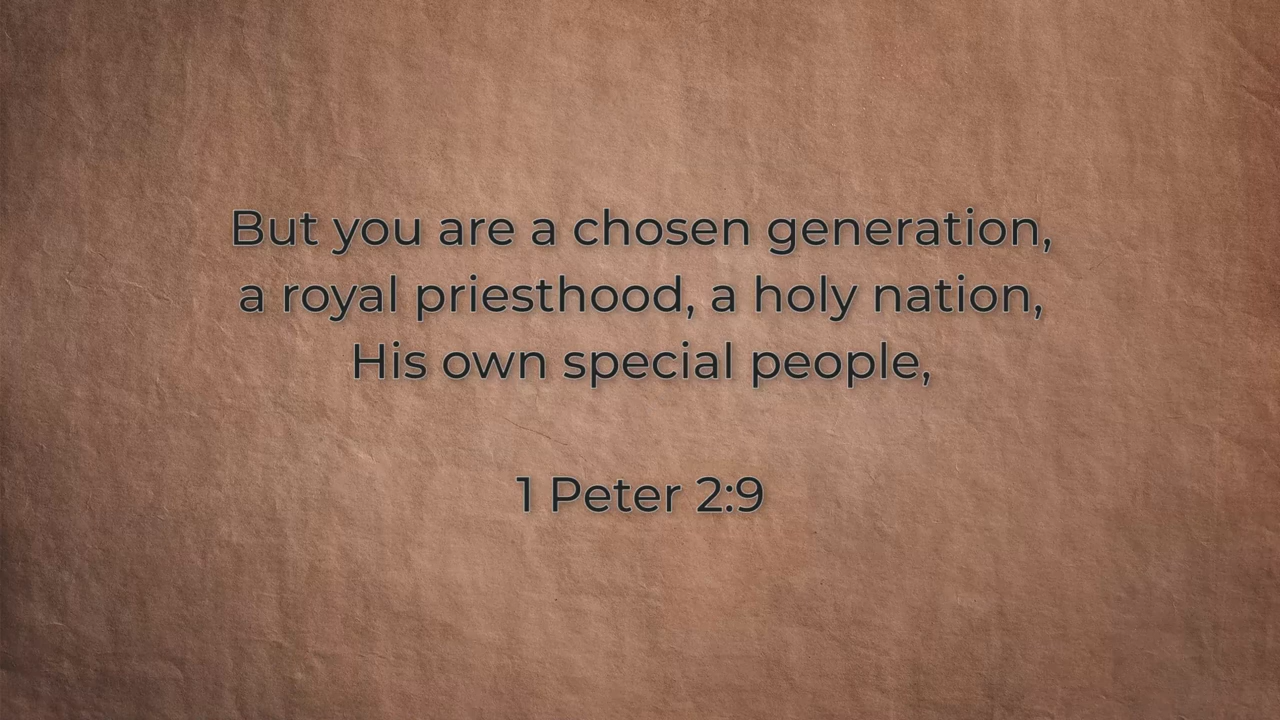 But you are a chosen generation,
a royal priesthood, a holy nation,
His own special people,
1 Peter 2:9